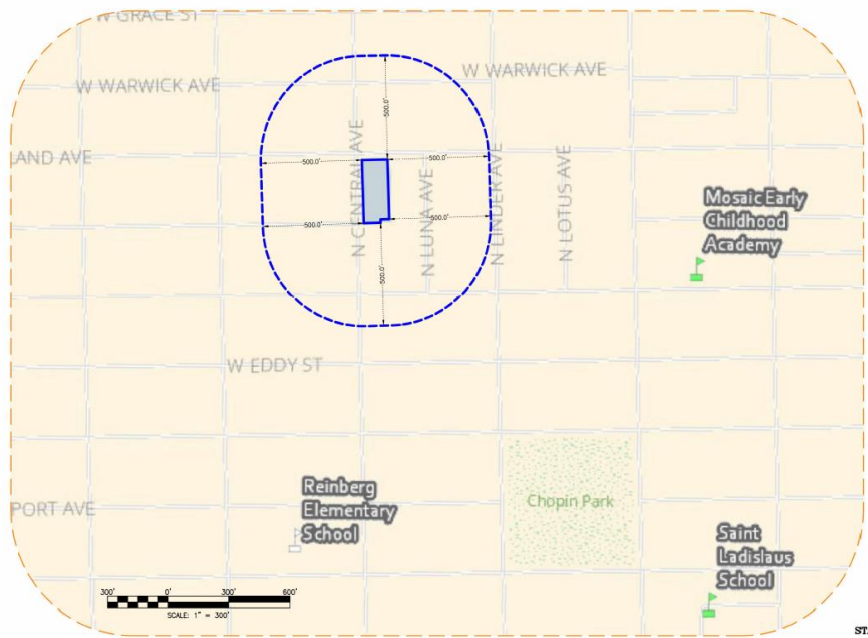 W GRACE ST
W WARWICK AVE
W WARWICK AVE
500.0'
LAND AVE
N CENTRAL AVE
500.0'
500.0'
N LUNA AVE
N LINDER AVE
N LOTUS AVE
500.0'
500.0'
500.0'
Mosaic Early
Childhood
Academy
W EDDY ST
Reinberg
Elementary
School
PORT AVE
Chopin Park
Saint
Ladislaus
School
300' 0' 300' 600'
SCALE: 1" = 300'
ST